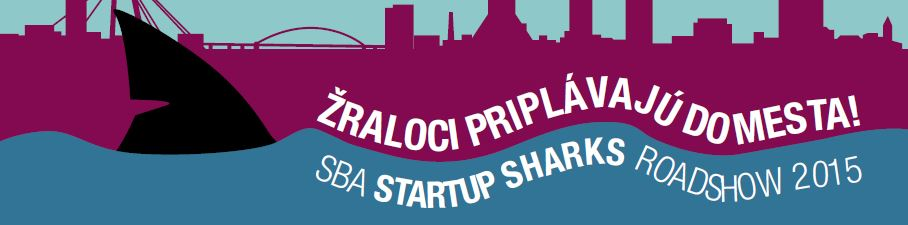 ŽRALOCI PRIPLÁVAJÚ DO MESTA!
SBA STARTUP SHARKS ROADSHOW 2015